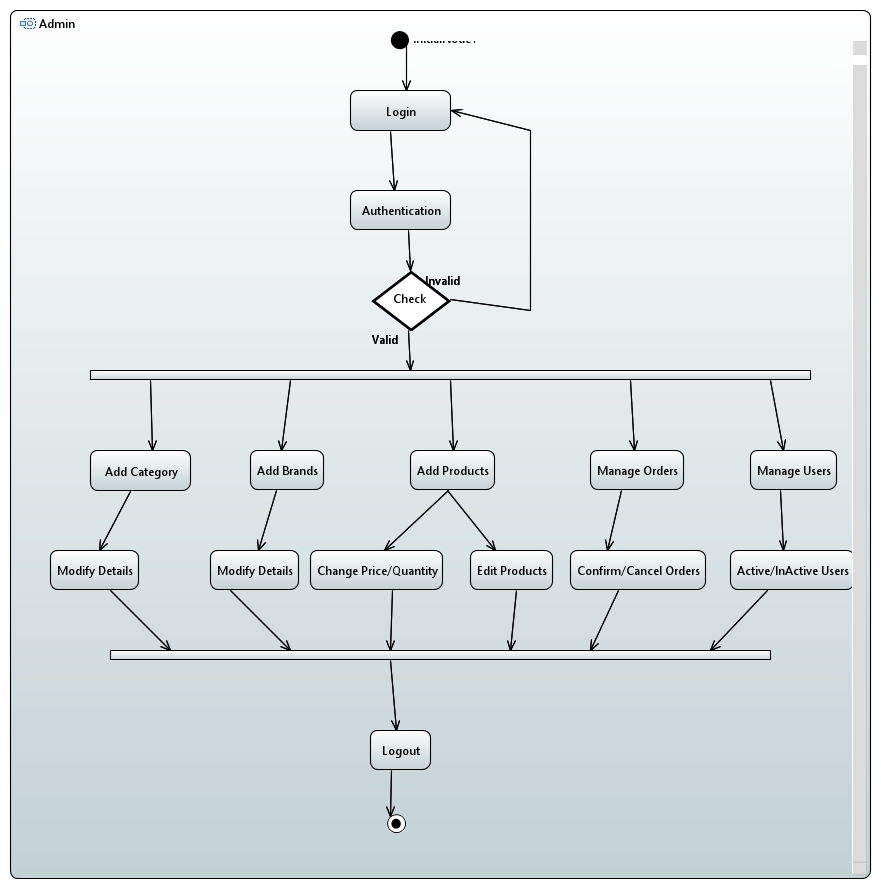 Admin
Login
Authentication
Invalid
Check
Valid
Add Category
Add Brands
Add Products
Manage Orders
Manage Users
Modify Details
Modify Details
Change Price/Quantity
Edit Products
Confirm/Cancel Orders
Active/InActive Users
Logout